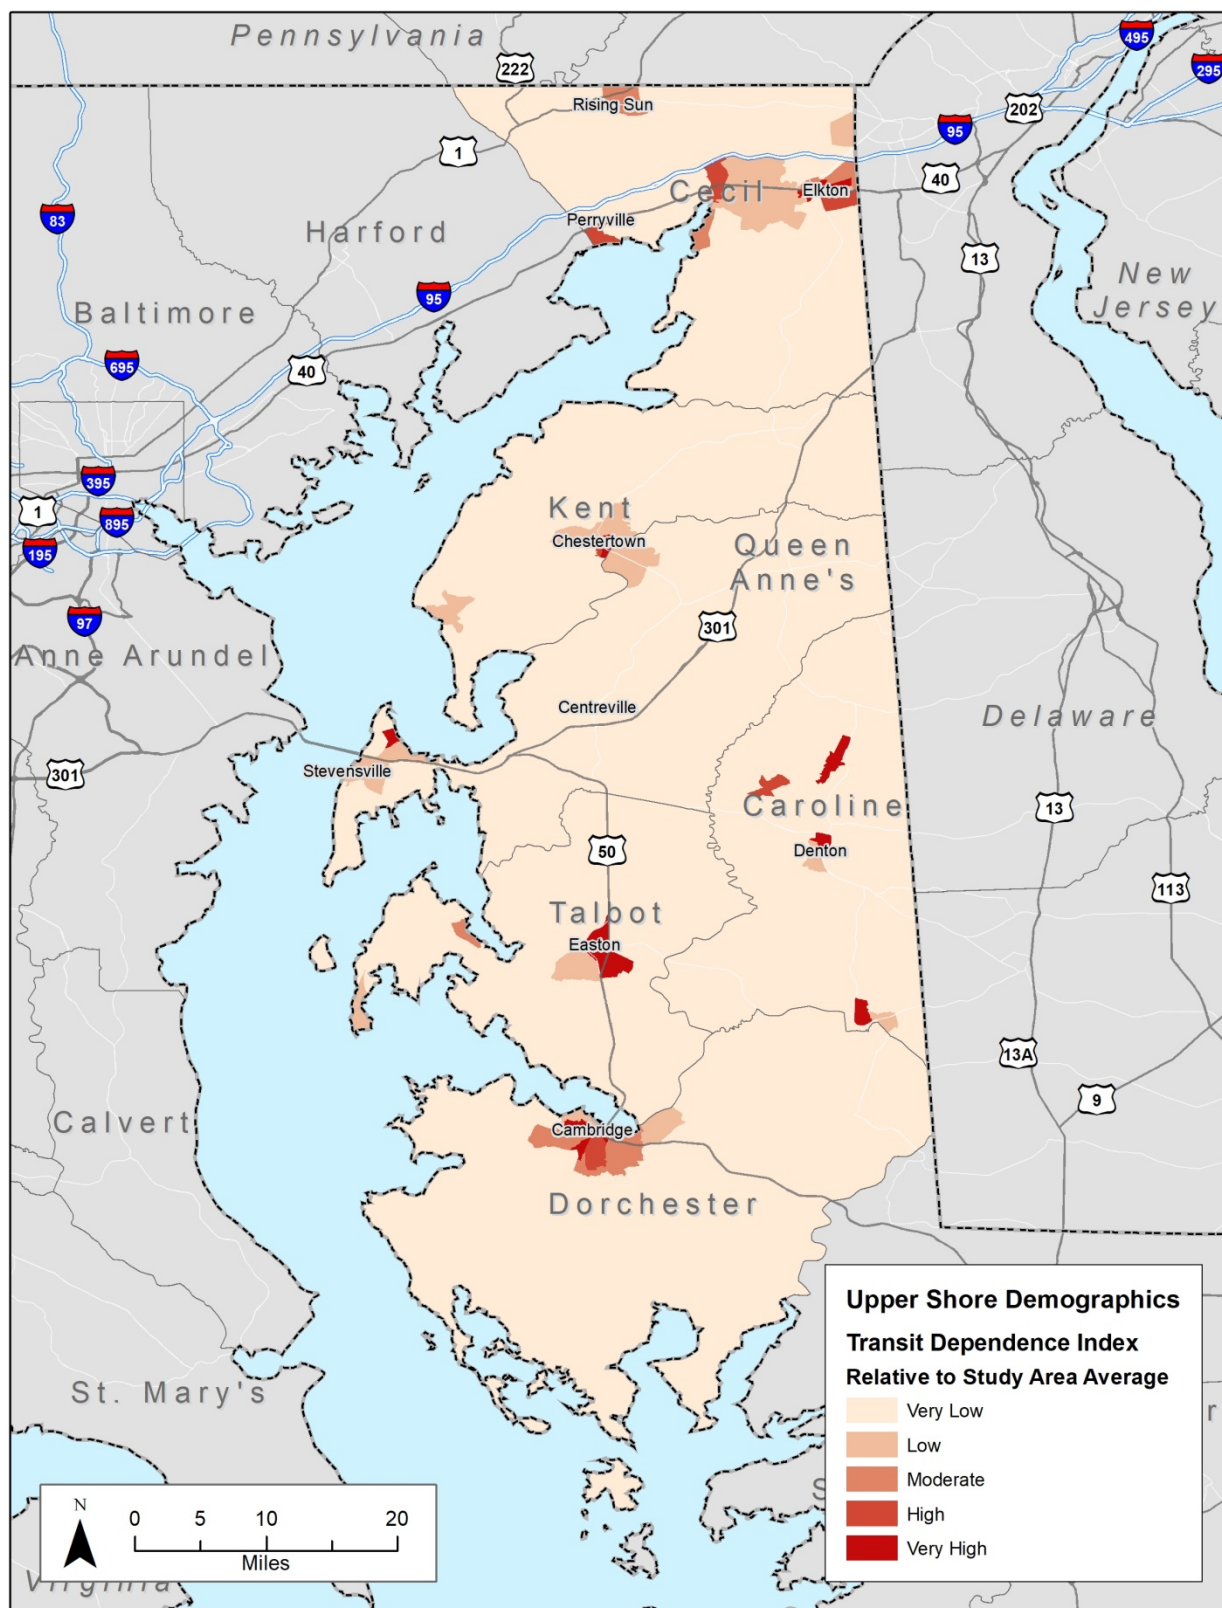 Pennsylvania
222
495
295
202
Rising Sun
95
1
40
Cecil
Elkton
83
Harford
Perryville
13
New
Jersey
95
Baltimore
695
40
395
1
895
195
Kent
Chestertown
Queen
Anne's
97
301
Anne Arundel
Centreville
Delaware
301
Stevensville
Caroline
13
50
Denton
113
Talbot
Easton
13A
9
Calvert
Cambridge
Dorchester
St. Mary's
Virginia
N
0 5 10 20
Miles
Upper Shore Demographics
Transit Dependence Index
Relative to Study Area Average
Very Low
Low
Moderate
High
Very High